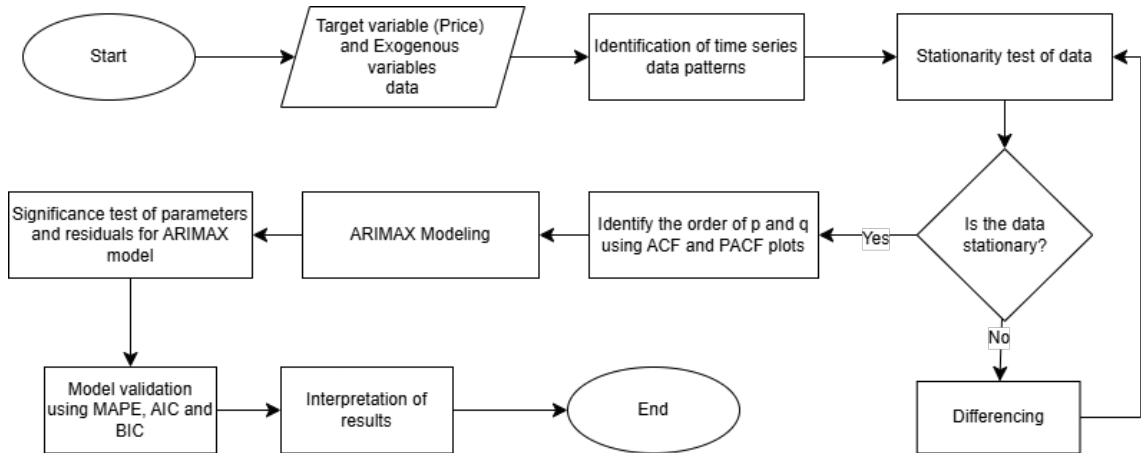 Start
Target variable (Price)
and Exogenous
variables
data
Identification of time series
data patterns
Stationarity test of data
Is the data
stationary?
Yes
No
Differencing
Identify the order of p and q
using ACF and PACF plots
ARIMAX Modeling
Significance test of parameters
and residuals for ARIMAX
model
Model validation
using MAPE, AIC and
BIC
Interpretation of
results
End